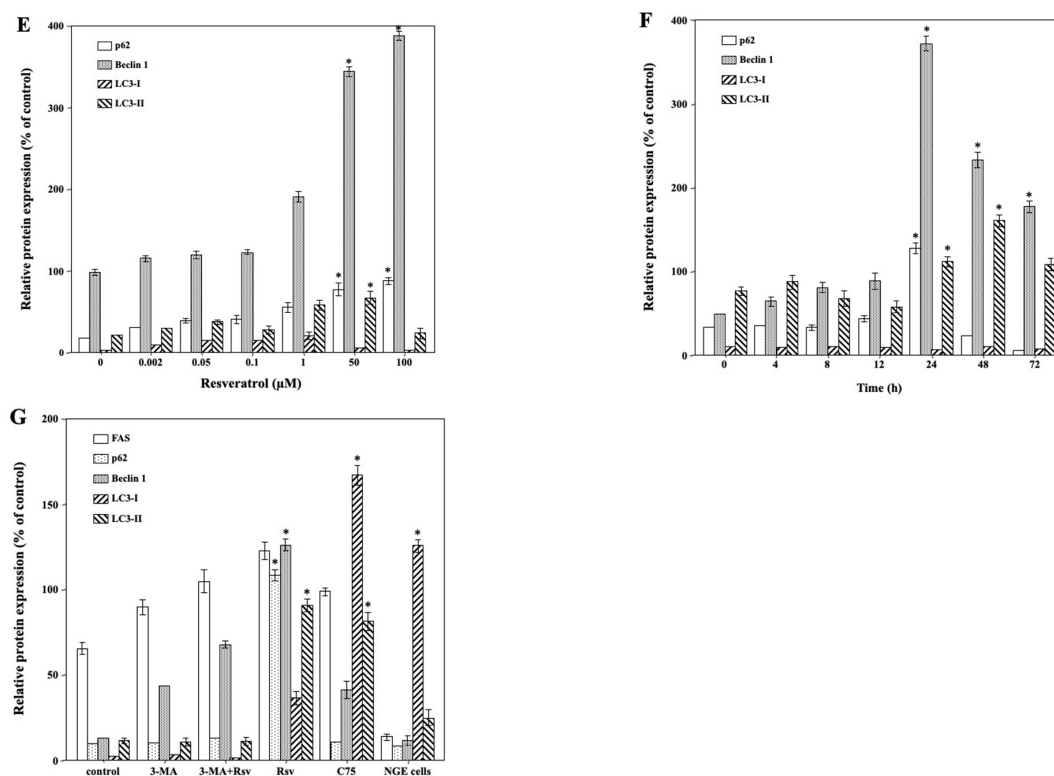 E
Relative protein expression (% of control)
400
300
200
100
0
p62
Beclin 1
LC3-I
LC3-II
* * * * *
0 0.002 0.05 0.1 1 50 100
Resveratrol (µM)
F
Relative protein expression (% of control)
400
300
200
100
0
p62
Beclin 1
LC3-I
LC3-II
* * * * * *
0 4 8 12 24 48 72
Time (h)
G
Relative protein expression (% of control)
200
150
100
50
0
FAS
p62
Beclin 1
LC3-I
LC3-II
* * * * * *
control 3-MA 3-MA+Rsv Rsv C75 NGE cells